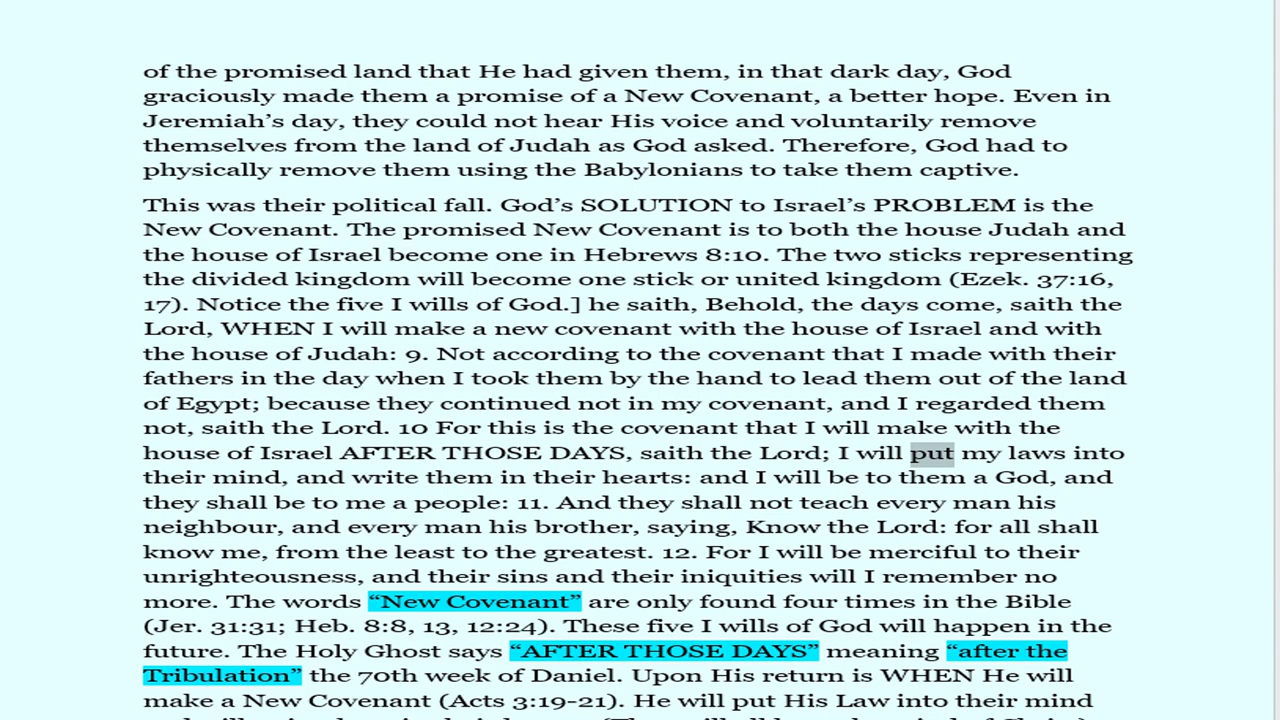 of the promised land that He had given them, in that dark day, God
graciously made them a promise of a New Covenant, a better hope. Even in
Jeremiah’s day, they could not hear His voice and voluntarily remove
themselves from the land of Judah as God asked. Therefore, God had to
physically remove them using the Babylonians to take them captive.
This was their political fall. God’s SOLUTION to Israel’s PROBLEM is the
New Covenant. The promised New Covenant is to both the house Judah and
the house of Israel become one in Hebrews 8:10. The two sticks representing
the divided kingdom will become one stick or united kingdom (Ezek. 37:16,
17). Notice the five I wills of God.] he saith, Behold, the days come, saith the
Lord, WHEN I will make a new covenant with the house of Israel and with
the house of Judah: 9. Not according to the covenant that I made with their
fathers in the day when I took them by the hand to lead them out of the land
of Egypt; because they continued not in my covenant, and I regarded them
not, saith the Lord. 10 For this is the covenant that I will make with the
house of Israel AFTER THOSE DAYS, saith the Lord; I will put my laws into
their mind, and write them in their hearts: and I will be to them a God, and
they shall be to me a people: 11. And they shall not teach every man his
neighbour, and every man his brother, saying, Know the Lord: for all shall
know me, from the least to the greatest. 12. For I will be merciful to their
unrighteousness, and their sins and their iniquities will I remember no
more. The words “New Covenant” are only found four times in the Bible
(Jer. 31:31; Heb. 8:8, 13, 12:24). These five I wills of God will happen in the
future. The Holy Ghost says “AFTER THOSE DAYS” meaning “after the
Tribulation” the 70th week of Daniel. Upon His return is WHEN He will
make a New Covenant (Acts 3:19-21). He will put His Law into their mind